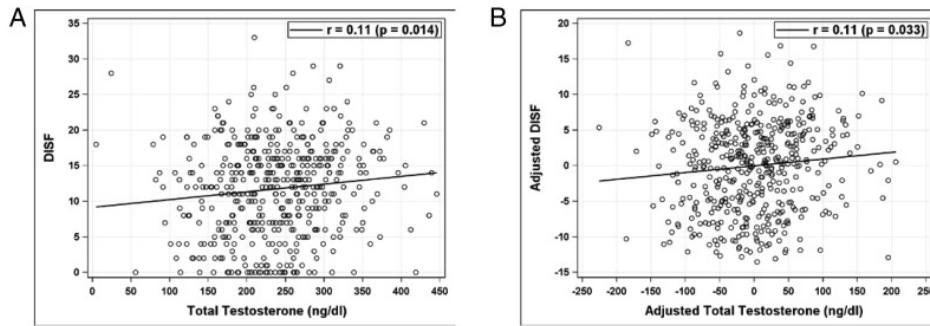 A
r = 0.11 (p = 0.014)
35
30
25
20
15
10
5
0
DISF
0 50 100 150 200 250 300 350 400 450
Total Testosterone (ng/dl)
B
r = 0.11 (p = 0.033)
20
15
10
5
0
-5
-10
-15
Adjusted DISF
-250 -200 -150 -100 -50 0 50 100 150 200 250
Adjusted Total Testosterone (ng/dl)